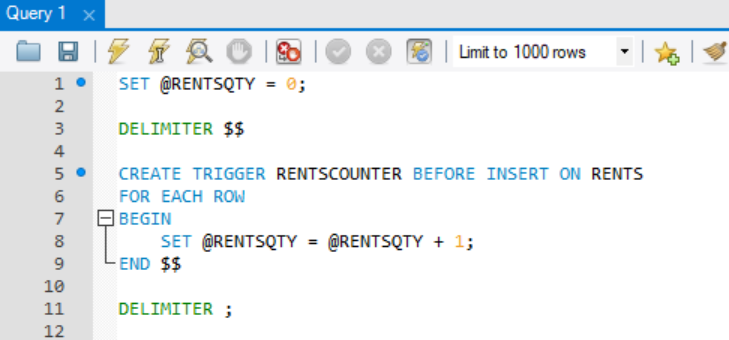 Query 1
Limit to 1000 rows
1 SET @RENTSQTY = 0;
2
3 DELIMITER $$
4
5 CREATE TRIGGER RENTSCOUNTER BEFORE INSERT ON RENTS
6 FOR EACH ROW
7 BEGIN
8 SET @RENTSQTY = @RENTSQTY + 1;
9 END $$
10
11 DELIMITER ;
12